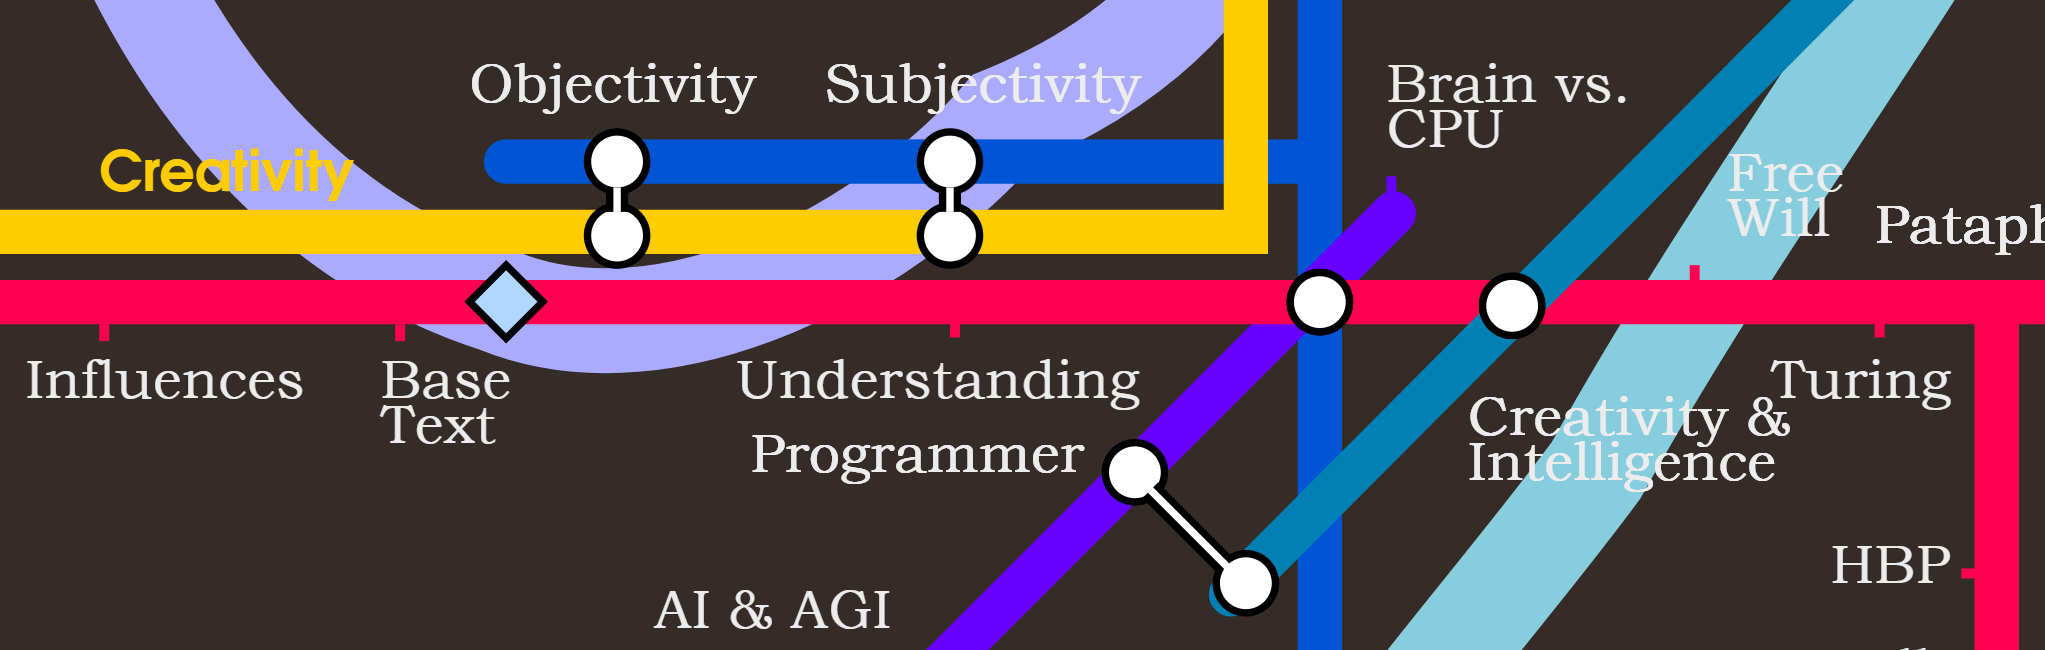 Objectivity
Subjectivity
Brain vs.
CPU
Creativity
Free
Will
Influences
Base
Text
Understanding
Turing
Programmer
Creativity &
Intelligence
HBP
AI & AGI